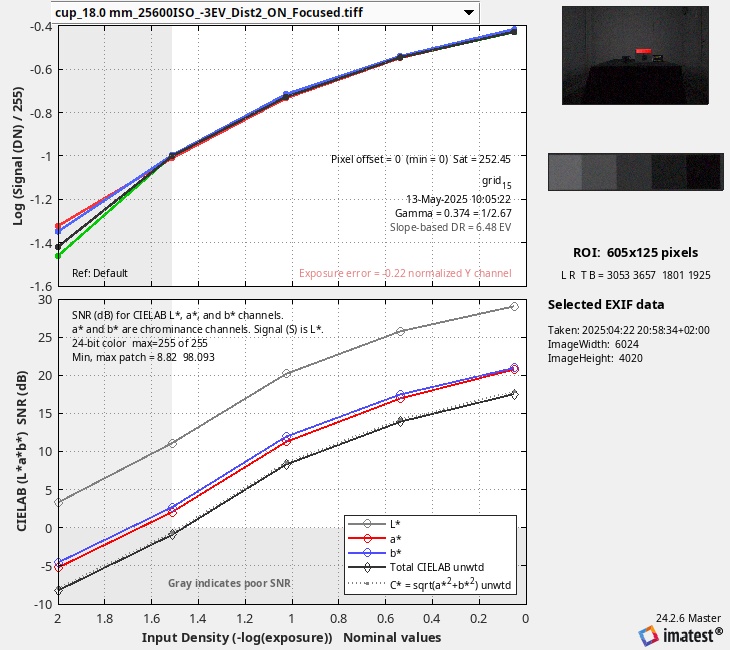 cup_18.0 mm_25600ISO_-3EV_Dist2_ON_Focused.tiff
-0.4
-0.6
-0.8
-1
-1.2
-1.4
-1.6
Log (Signal (DN) / 255)
Pixel offset = 0 (min = 0) Sat = 252.45
grid15
13-May-2025 10:05:22
Gamma = 0.374 = 1/2.67
Slope-based DR = 6.48 EV
Ref: Default
Exposure error = -0.22 normalized Y channel
30
25
20
15
10
5
0
-5
-10
CIELAB (L*a*b*) SNR (dB)
SNR (dB) for CIELAB L*, a*, and b* channels.
a* and b* are chrominance channels. Signal (S) is L*.
24-bit color max=255 of 255
Min, max patch = 8.82 98.093
L*
a*
b*
Total CIELAB unwtd
C* = sqrt(a*2+b*2) unwtd
Gray indicates poor SNR
2 1.8 1.6 1.4 1.2 1 0.8 0.6 0.4 0.2 0
Input Density (-log(exposure)) Nominal values
ROI: 605x125 pixels
L R T B = 3053 3657 1801 1925
Selected EXIF data
Taken: 2025:04:22 20:58:34+02:00
ImageWidth: 6024
ImageHeight: 4020
24.2.6 Master
imatest®